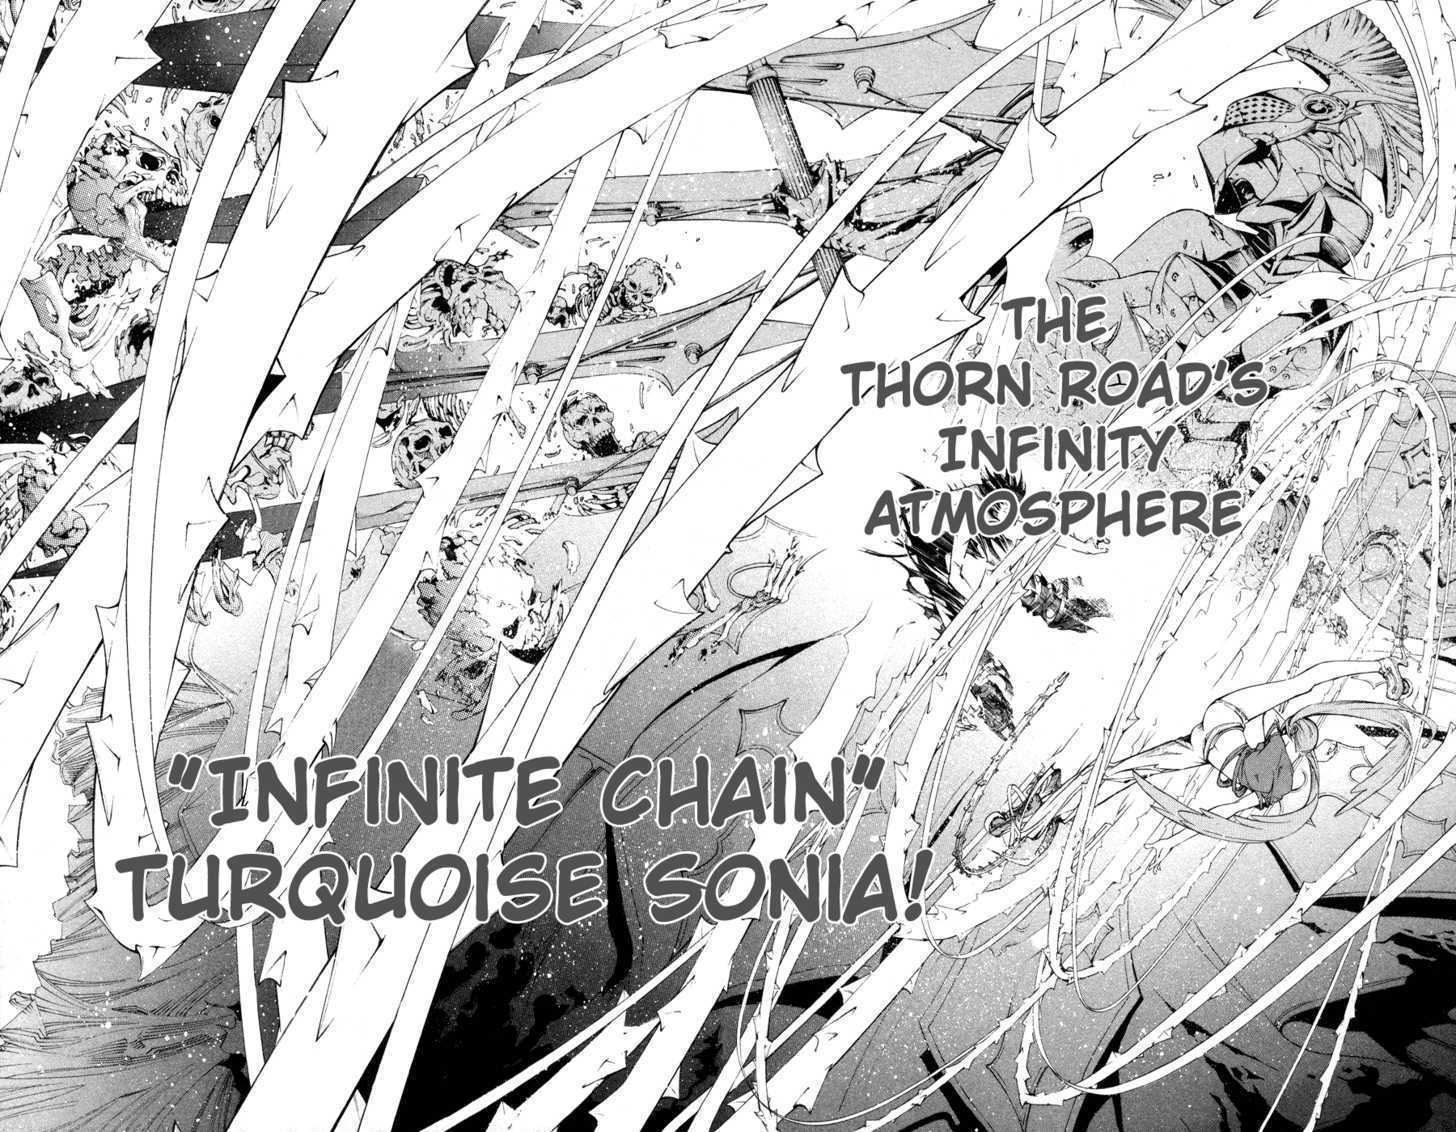 THE
THORN ROAD'S
INFINITY
ATMOSPHERE
"INFINITE CHAIN"
TURQUOISE SONIA!